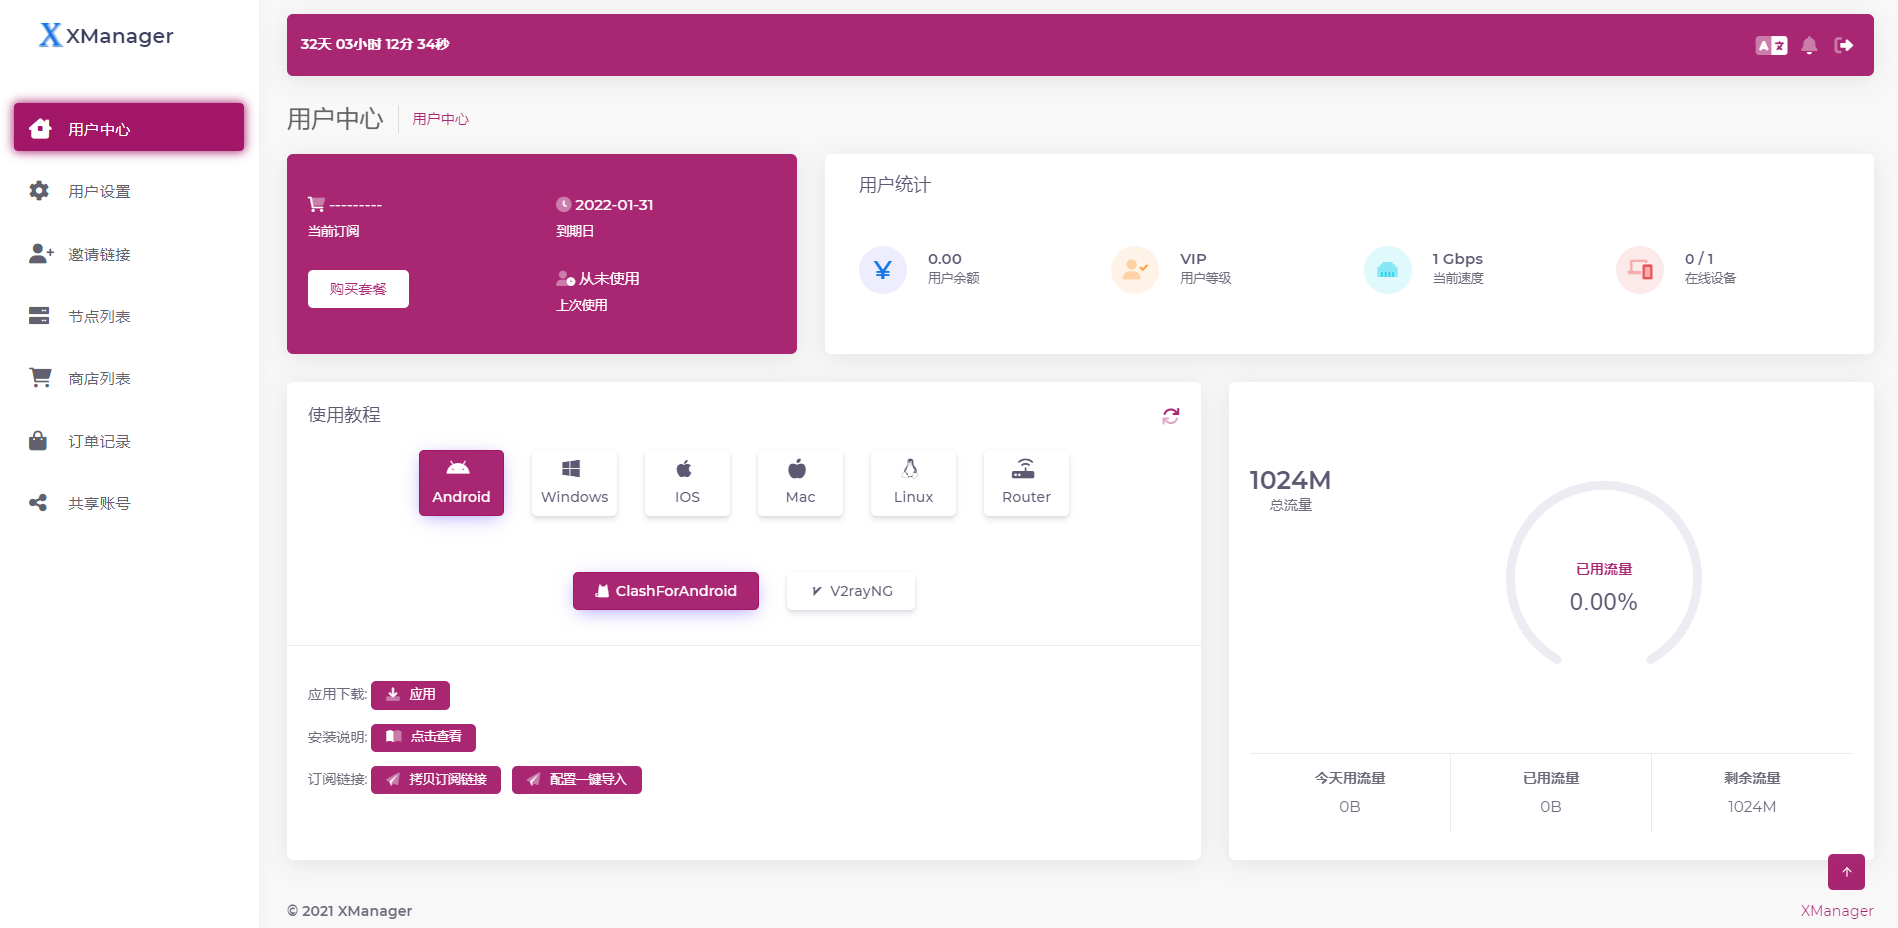 XManager
32天 03小时 12分 34秒
用户中心
用户设置
邀请链接
节点列表
商店列表
订单记录
共享账号
用户中心
用户中心
---------
当前订阅
2022-01-31
到期日
购买套餐
从未使用
上次使用
用户统计
¥
0.00
用户余额
VIP
用户等级
1 Gbps
当前速度
0 / 1
在线设备
使用教程
Android
Windows
IOS
Mac
Linux
Router
ClashForAndroid
V2rayNG
应用下载: 应用
安装说明: 点击查看
订阅链接: 拷贝订阅链接 配置一键导入
1024M
总流量
已用流量
0.00%
今天用流量
0B
已用流量
0B
剩余流量
1024M
© 2021 XManager
XManager